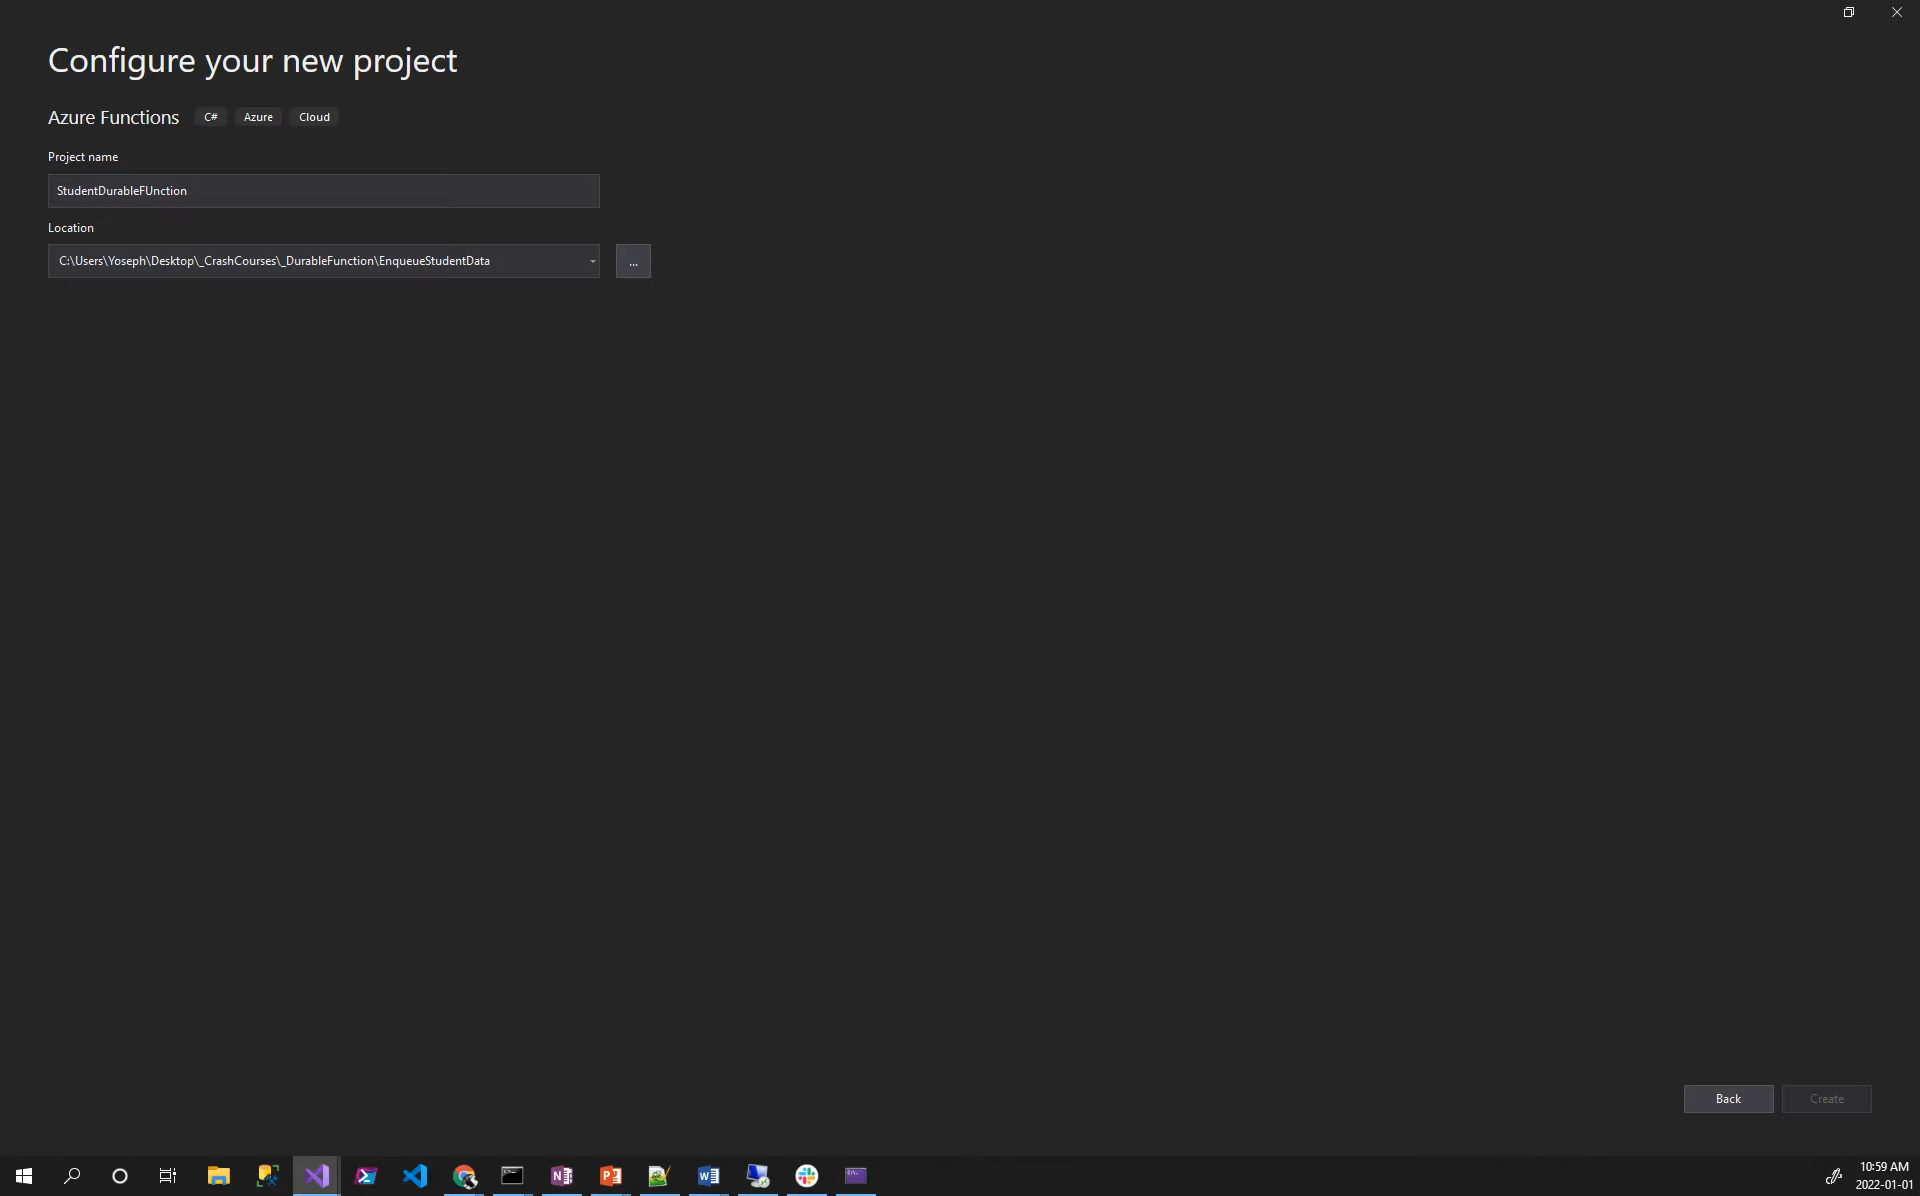 Configure your new project
Azure Functions C# Azure Cloud
Project name
StudentDurableFUnction
Location
C:\Users\Yoseph\Desktop\_CrashCourses\_DurableFunction\EnqueueStudentData
...
Back Create
10:59 AM
2022-01-01